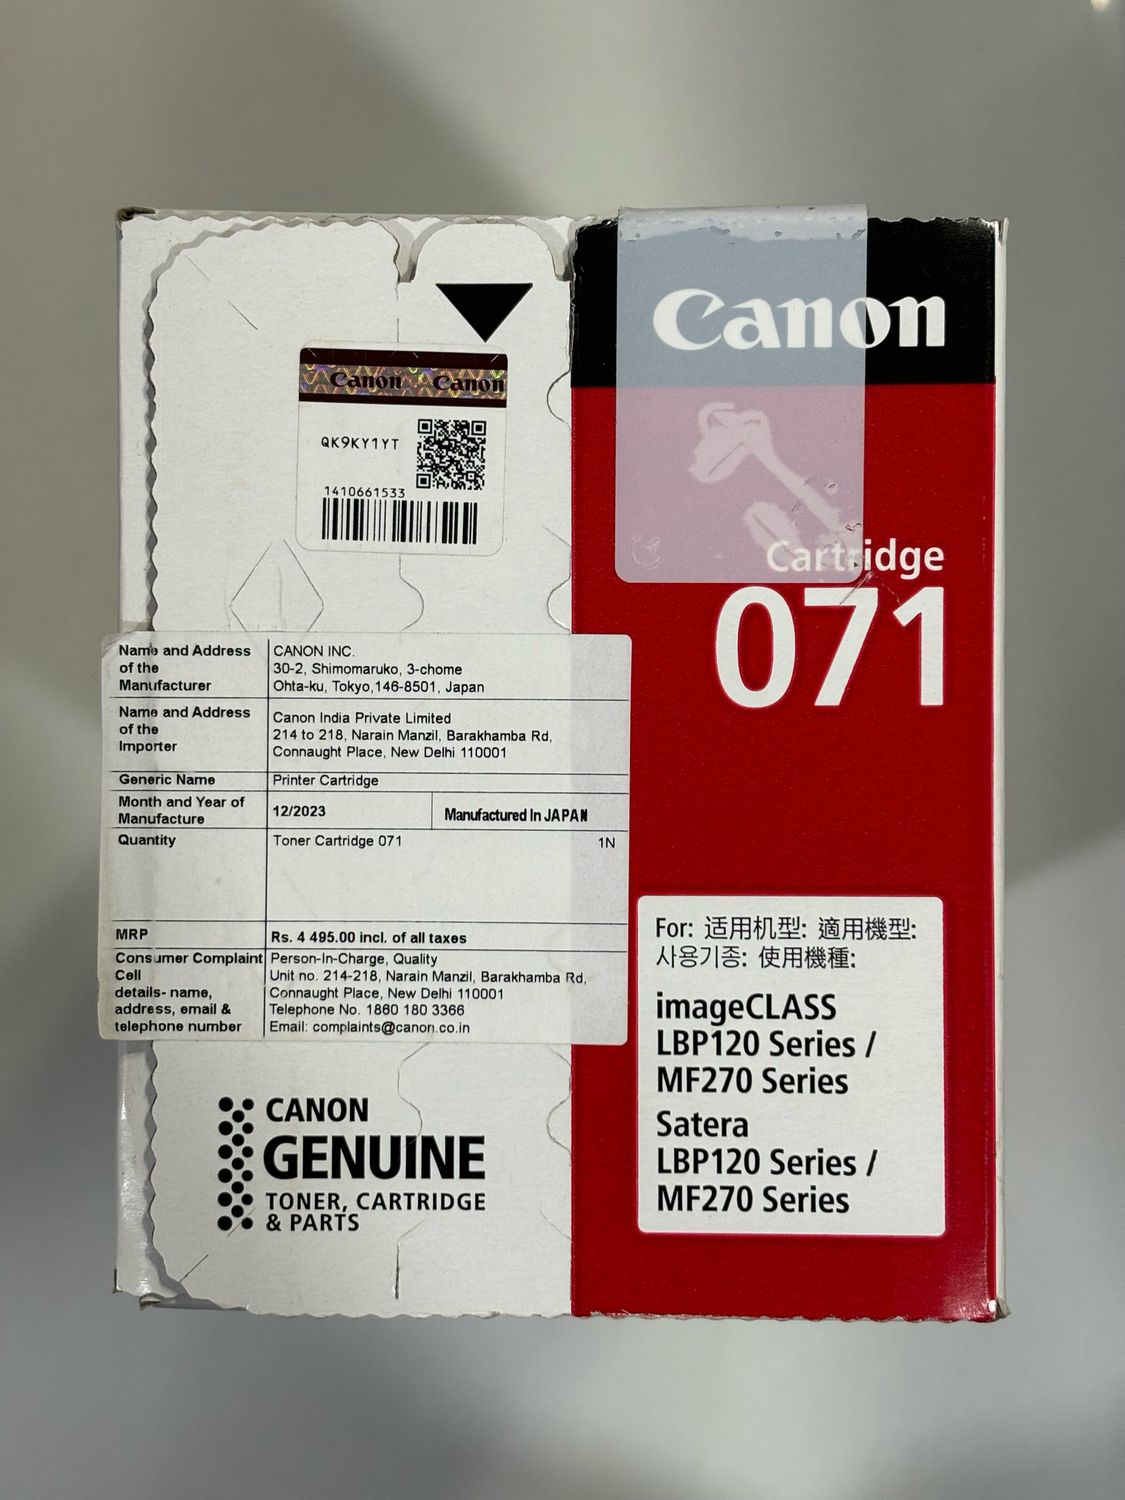 Canon Canon
QK9KY1YT
1410661533
Canon
Cartridge
071
Name and Address of the Manufacturer
CANON INC.
30-2, Shimomaruko, 3-chome
Ohta-ku, Tokyo,146-8501, Japan
Name and Address of the Importer
Canon India Private Limited
214 to 218, Narain Manzil, Barakhamba Rd,
Connaught Place, New Delhi 110001
Generic Name Printer Cartridge
Month and Year of Manufacture 12/2023 Manufactured In JAPAN
Quantity Toner Cartridge 071 1N
MRP Rs. 4 495.00 incl. of all taxes
Consumer Complaint Cell details- name, address, email & telephone number
Person-In-Charge, Quality
Unit no. 214-218, Narain Manzil, Barakhamba Rd,
Connaught Place, New Delhi 110001
Telephone No. 1860 180 3366
Email: complaints@canon.co.in
For: 适用机型: 適用機型:
사용기종: 使用機種:
imageCLASS
LBP120 Series /
MF270 Series
Satera
LBP120 Series /
MF270 Series
CANON
GENUINE
TONER, CARTRIDGE
& PARTS